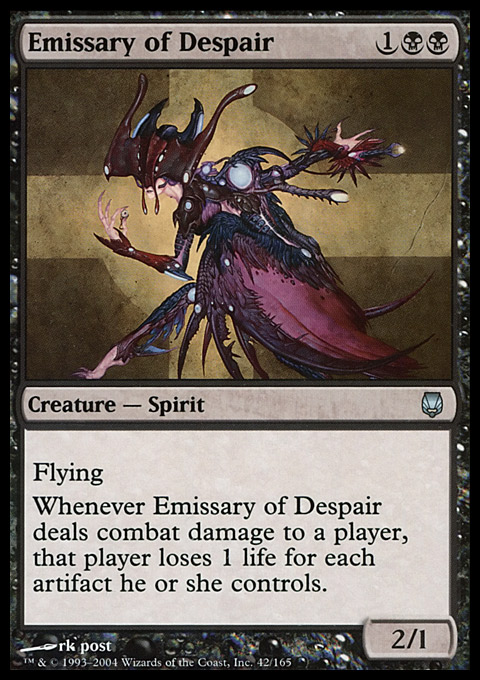 Emissary of Despair 1
Creature — Spirit
Flying
Whenever Emissary of Despair
deals combat damage to a player,
that player loses 1 life for each
artifact he or she controls.
rk post
2/1
™ & © 1993–2004 Wizards of the Coast, Inc. 42/165